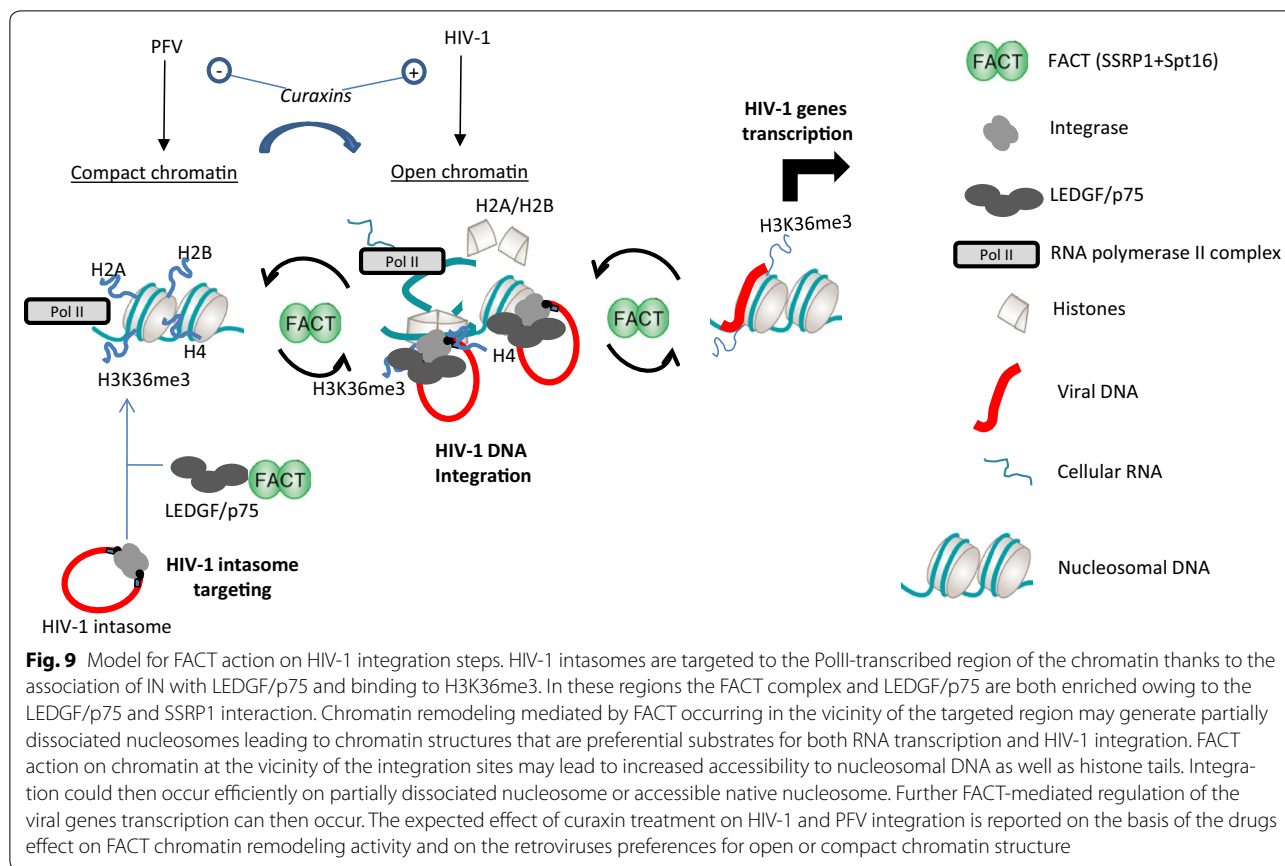 PFV
HIV-1
-
+
Curaxins
Compact chromatin
Open chromatin
HIV-1 genes
transcription
H2A/H2B
H3K36me3
H2A
H2B
Pol II
Pol II
FACT
FACT
H4
H4
H3K36me3
H3K36me3
HIV-1 DNA
Integration
FACT
LEDGF/p75
HIV-1 intasome
targeting
HIV-1 intasome
FACT
FACT (SSRP1+Spt16)
Integrase
LEDGF/p75
Pol II
RNA polymerase II complex
Histones
Viral DNA
Cellular RNA
Nucleosomal DNA
Fig. 9 Model for FACT action on HIV-1 integration steps. HIV-1 intasomes are targeted to the PolII-transcribed region of the chromatin thanks to the
association of IN with LEDGF/p75 and binding to H3K36me3. In these regions the FACT complex and LEDGF/p75 are both enriched owing to the
LEDGF/p75 and SSRP1 interaction. Chromatin remodeling mediated by FACT occurring in the vicinity of the targeted region may generate partially
dissociated nucleosomes leading to chromatin structures that are preferential substrates for both RNA transcription and HIV-1 integration. FACT
action on chromatin at the vicinity of the integration sites may lead to increased accessibility to nucleosomal DNA as well as histone tails. Integra-
tion could then occur efficiently on partially dissociated nucleosome or accessible native nucleosome. Further FACT-mediated regulation of the
viral genes transcription can then occur. The expected effect of curaxin treatment on HIV-1 and PFV integration is reported on the basis of the drugs
effect on FACT chromatin remodeling activity and on the retroviruses preferences for open or compact chromatin structure